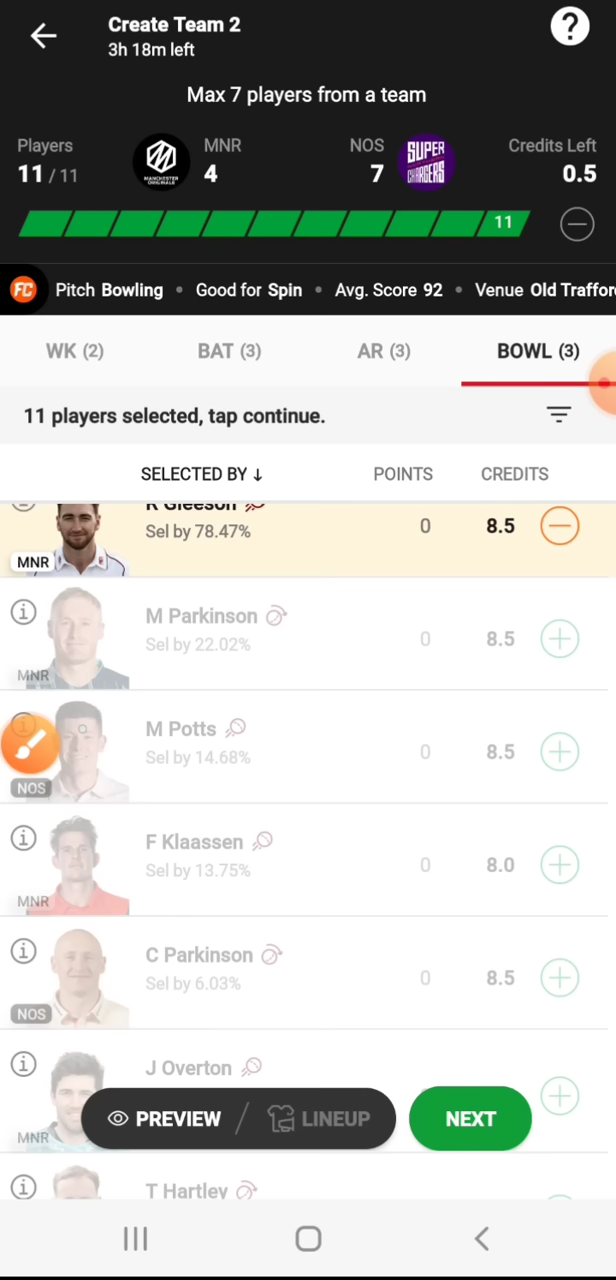 Create Team 2
3h 18m left
?
Max 7 players from a team
Players
11 / 11
MANCHESTER ORIGINALS
MNR
4
NOS
7
SUPER CHARGERS
Credits Left
0.5
11
FC Pitch Bowling • Good for Spin • Avg. Score 92 • Venue Old Traffor
WK (2) BAT (3) AR (3) BOWL (3)
11 players selected, tap continue.
SELECTED BY ↓ POINTS CREDITS
R Gleeson
Sel by 78.47% 0 8.5
MNR
M Parkinson
Sel by 22.02% 0 8.5
MNR
M Potts
Sel by 14.68% 0 8.5
NOS
F Klaassen
Sel by 13.75% 0 8.0
MNR
C Parkinson
Sel by 6.03% 0 8.5
NOS
J Overton
MNR
PREVIEW / LINEUP
NEXT
T Hartley